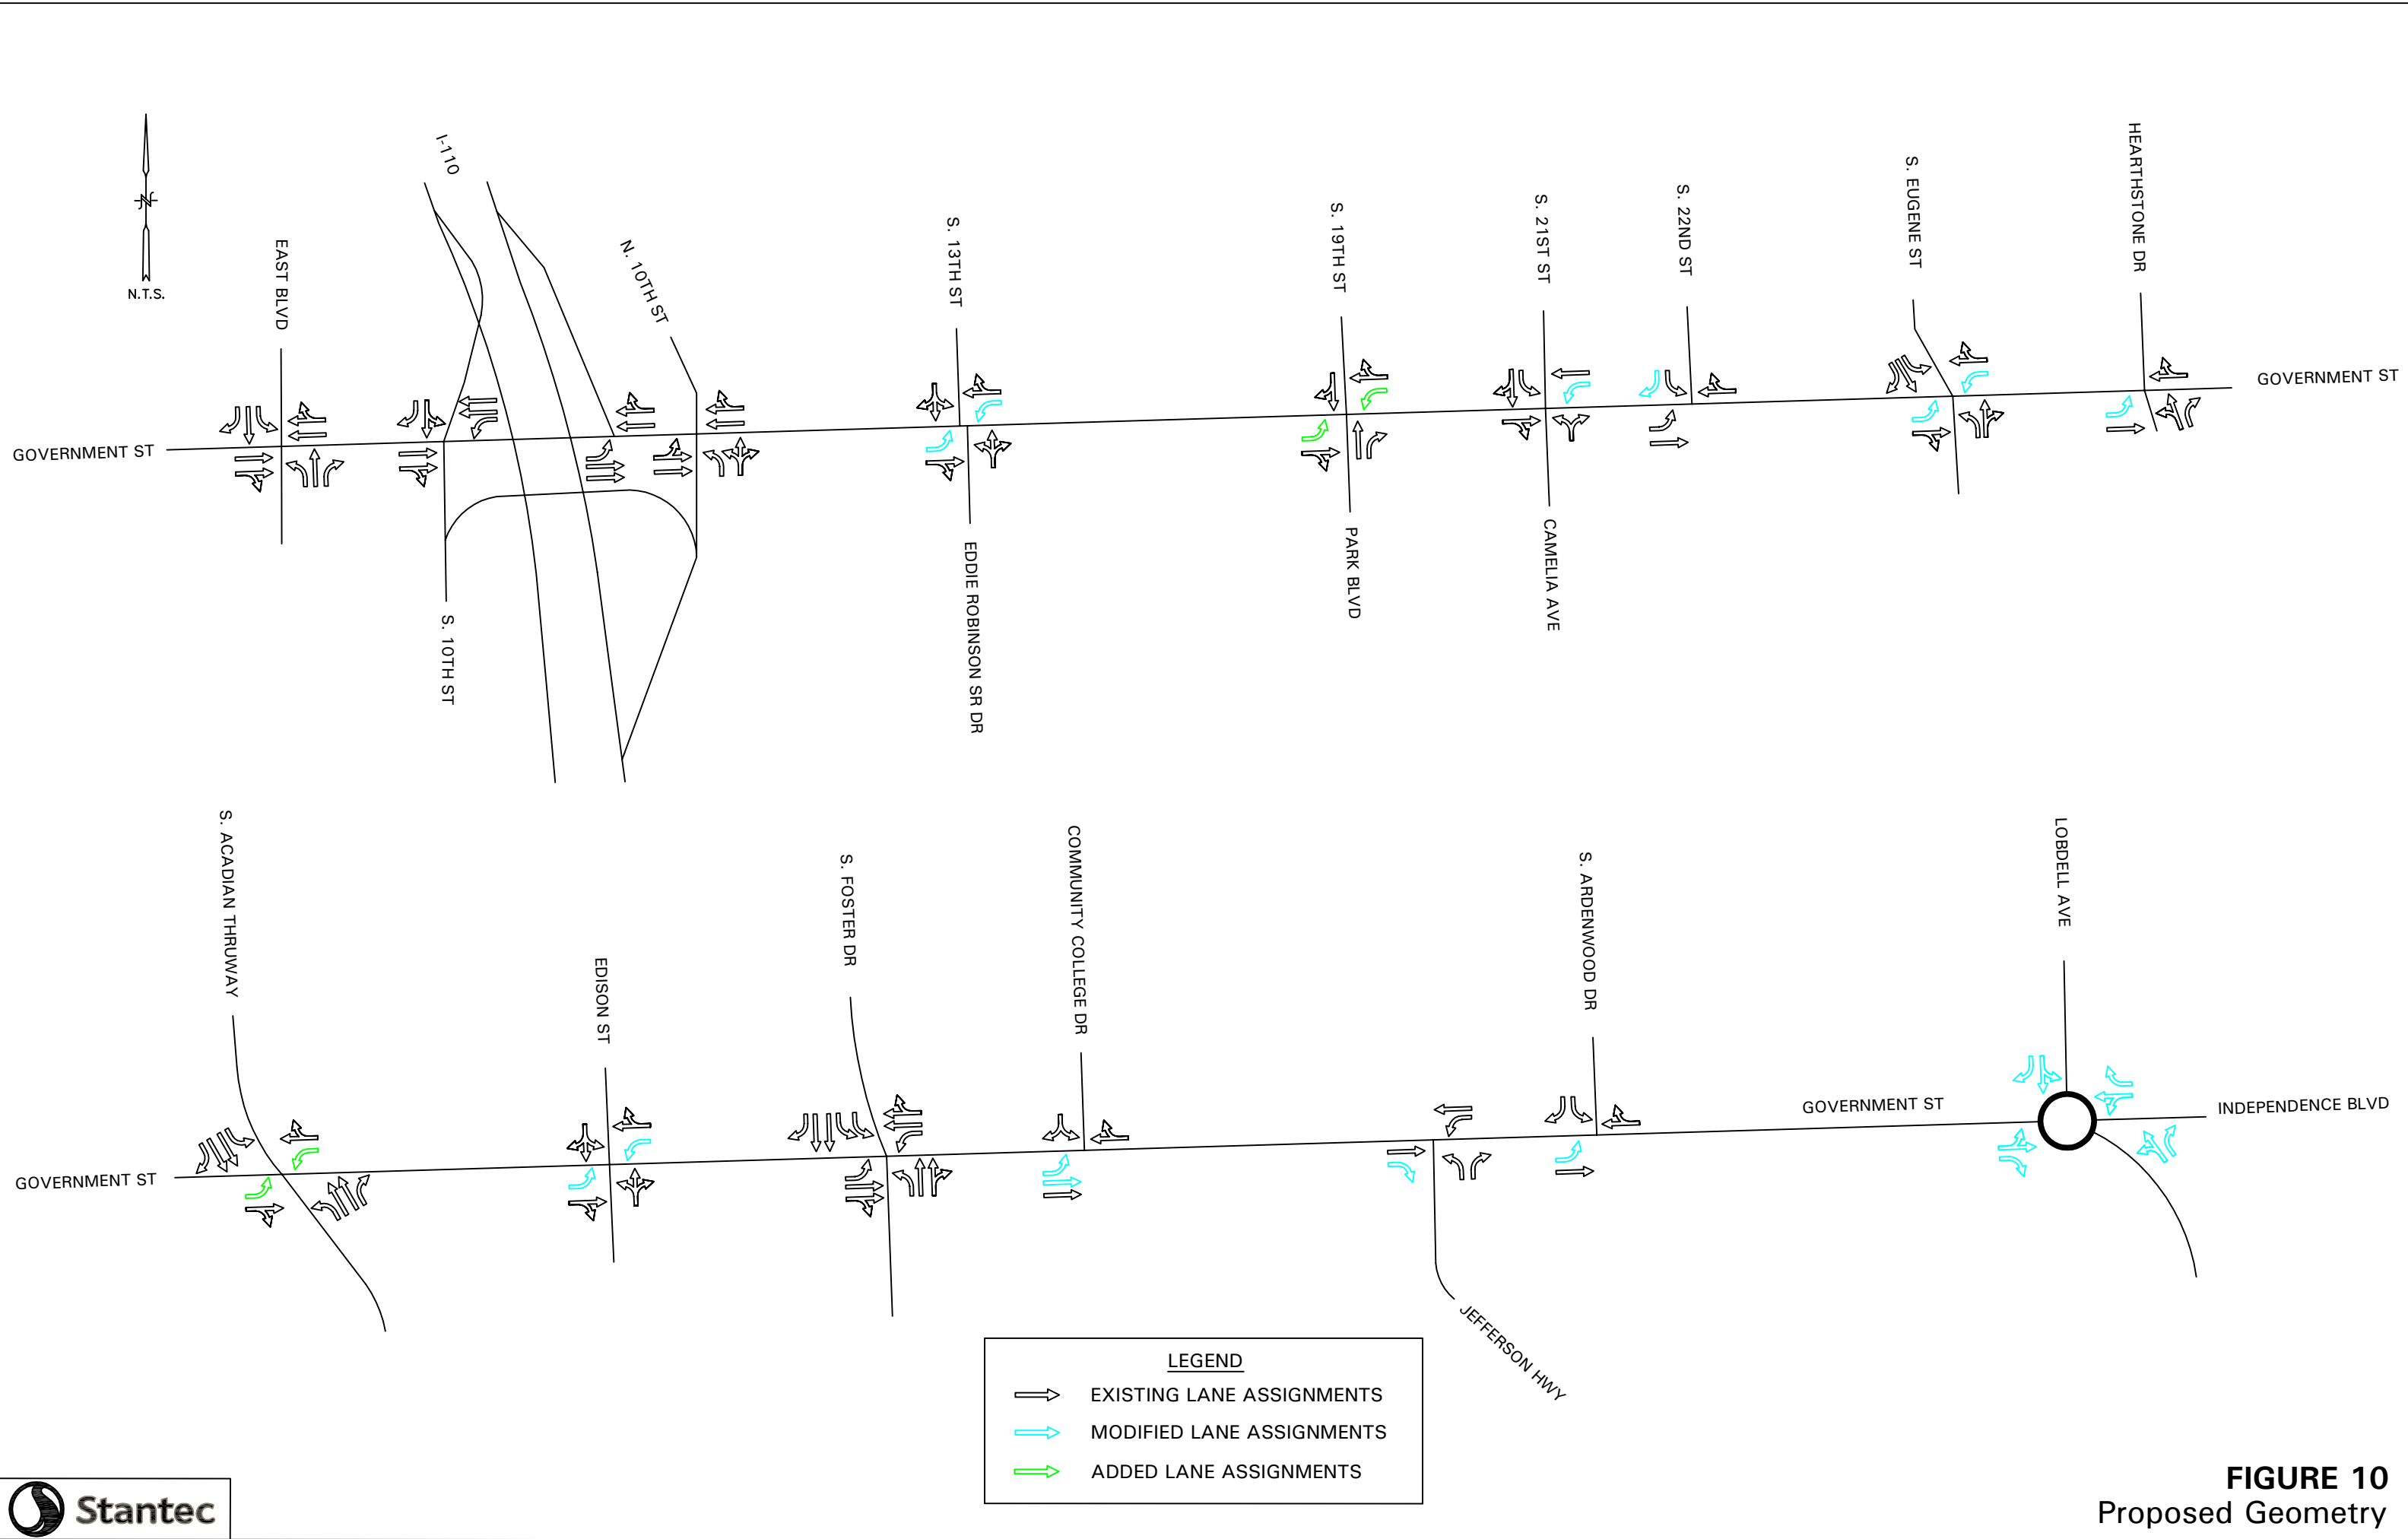 N.T.S.
EAST BLVD
I-110
N. 10TH ST
S. 13TH ST
S. 19TH ST
S. 21ST ST
S. 22ND ST
S. EUGENE ST
HEARTHSTONE DR
GOVERNMENT ST
GOVERNMENT ST
S. 10TH ST
EDDIE ROBINSON SR DR
PARK BLVD
CAMELIA AVE
S. ACADIAN THRUWAY
EDISON ST
S. FOSTER DR
COMMUNITY COLLEGE DR
S. ARDENWOOD DR
LOBDELL AVE
GOVERNMENT ST
GOVERNMENT ST
INDEPENDENCE BLVD
JEFFERSON HWY
LEGEND
EXISTING LANE ASSIGNMENTS
MODIFIED LANE ASSIGNMENTS
ADDED LANE ASSIGNMENTS
Stantec
FIGURE 10
Proposed Geometry